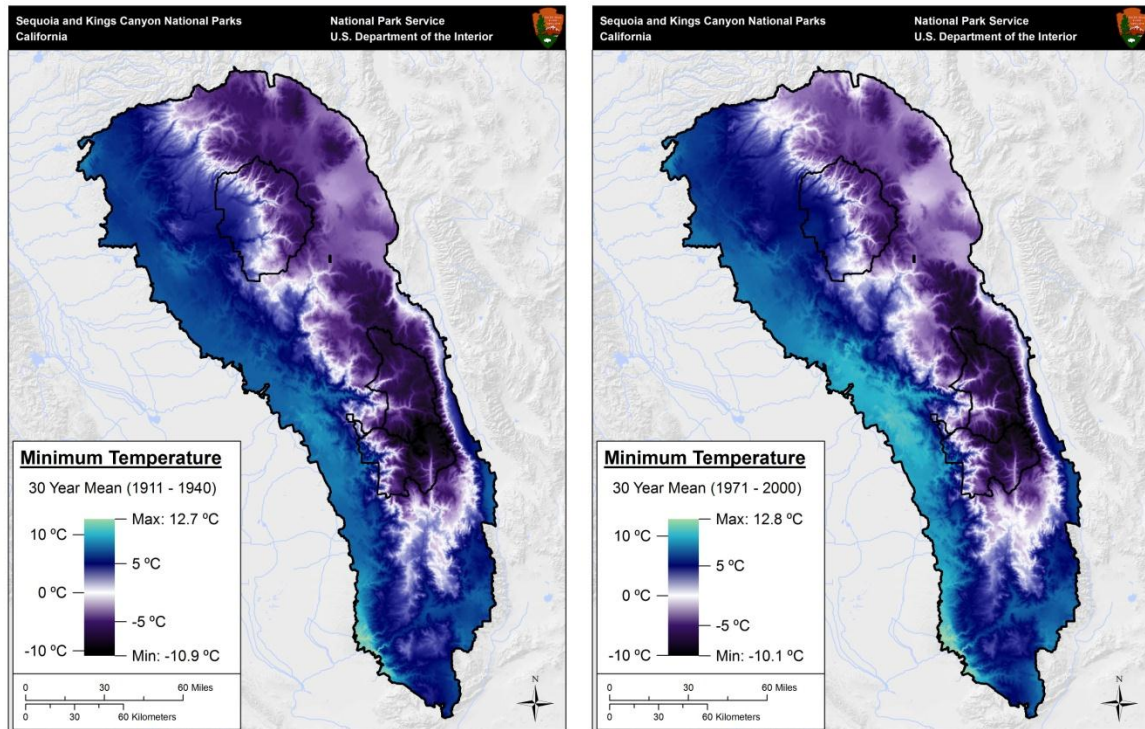 Sequoia and Kings Canyon National Parks
California
National Park Service
U.S. Department of the Interior
Minimum Temperature
30 Year Mean (1911 - 1940)
10 ºC
0 ºC
-10 ºC
Max: 12.7 ºC
5 ºC
-5 ºC
Min: -10.9 ºC
0 60 Miles
0 30 60 Kilometers
N
Sequoia and Kings Canyon National Parks
California
National Park Service
U.S. Department of the Interior
Minimum Temperature
30 Year Mean (1971 - 2000)
10 ºC
0 ºC
-10 ºC
Max: 12.8 ºC
5 ºC
-5 ºC
Min: -10.1 ºC
0 60 Miles
0 30 60 Kilometers
N